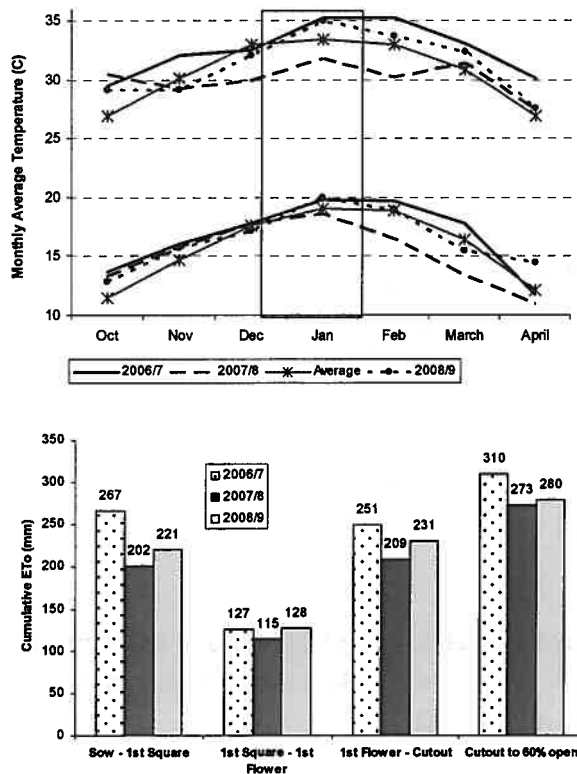 35
30
25
20
15
10
Monthly Average Temperature (C)
Oct Nov Dec Jan Feb March April
2006/7 2007/8 Average 2008/9
350
300
250
200
150
100
50
0
Cumulative ETo (mm)
2006/7
2007/8
2008/9
267 202 221
127 115 128
251 209 231
310 273 280
Sow - 1st Square 1st Square - 1st 1st Flower - Cutout Cutout to 60% open
Flower